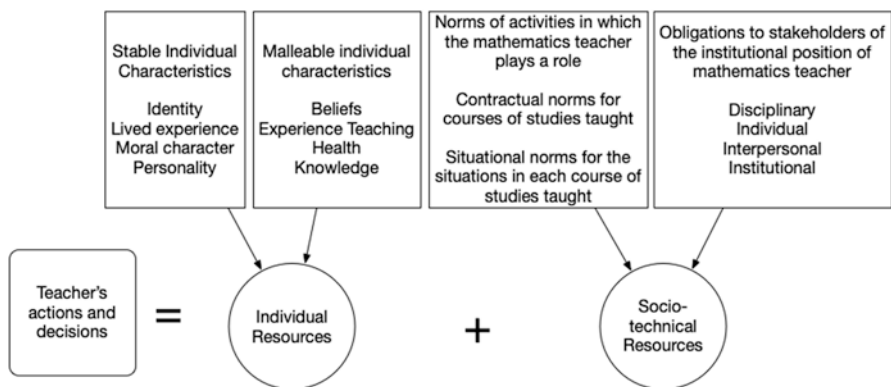 Stable Individual
Characteristics
Identity
Lived experience
Moral character
Personality
Malleable individual
characteristics
Beliefs
Experience Teaching
Health
Knowledge
Norms of activities in which
the mathematics teacher
plays a role
Contractual norms for
courses of studies taught
Situational norms for the
situations in each course of
studies taught
Obligations to stakeholders of
the institutional position of
mathematics teacher
Disciplinary
Individual
Interpersonal
Institutional
Teacher's
actions and
decisions
=
Individual
Resources
+
Socio-
technical
Resources